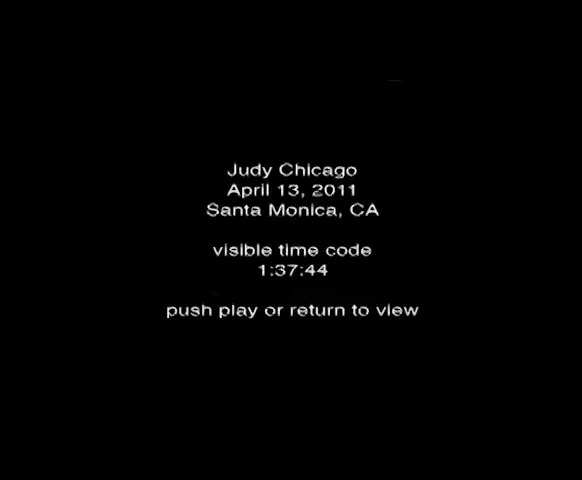 Judy Chicago
April 13, 2011
Santa Monica, CA
visible time code
1:37:44
push play or return to view